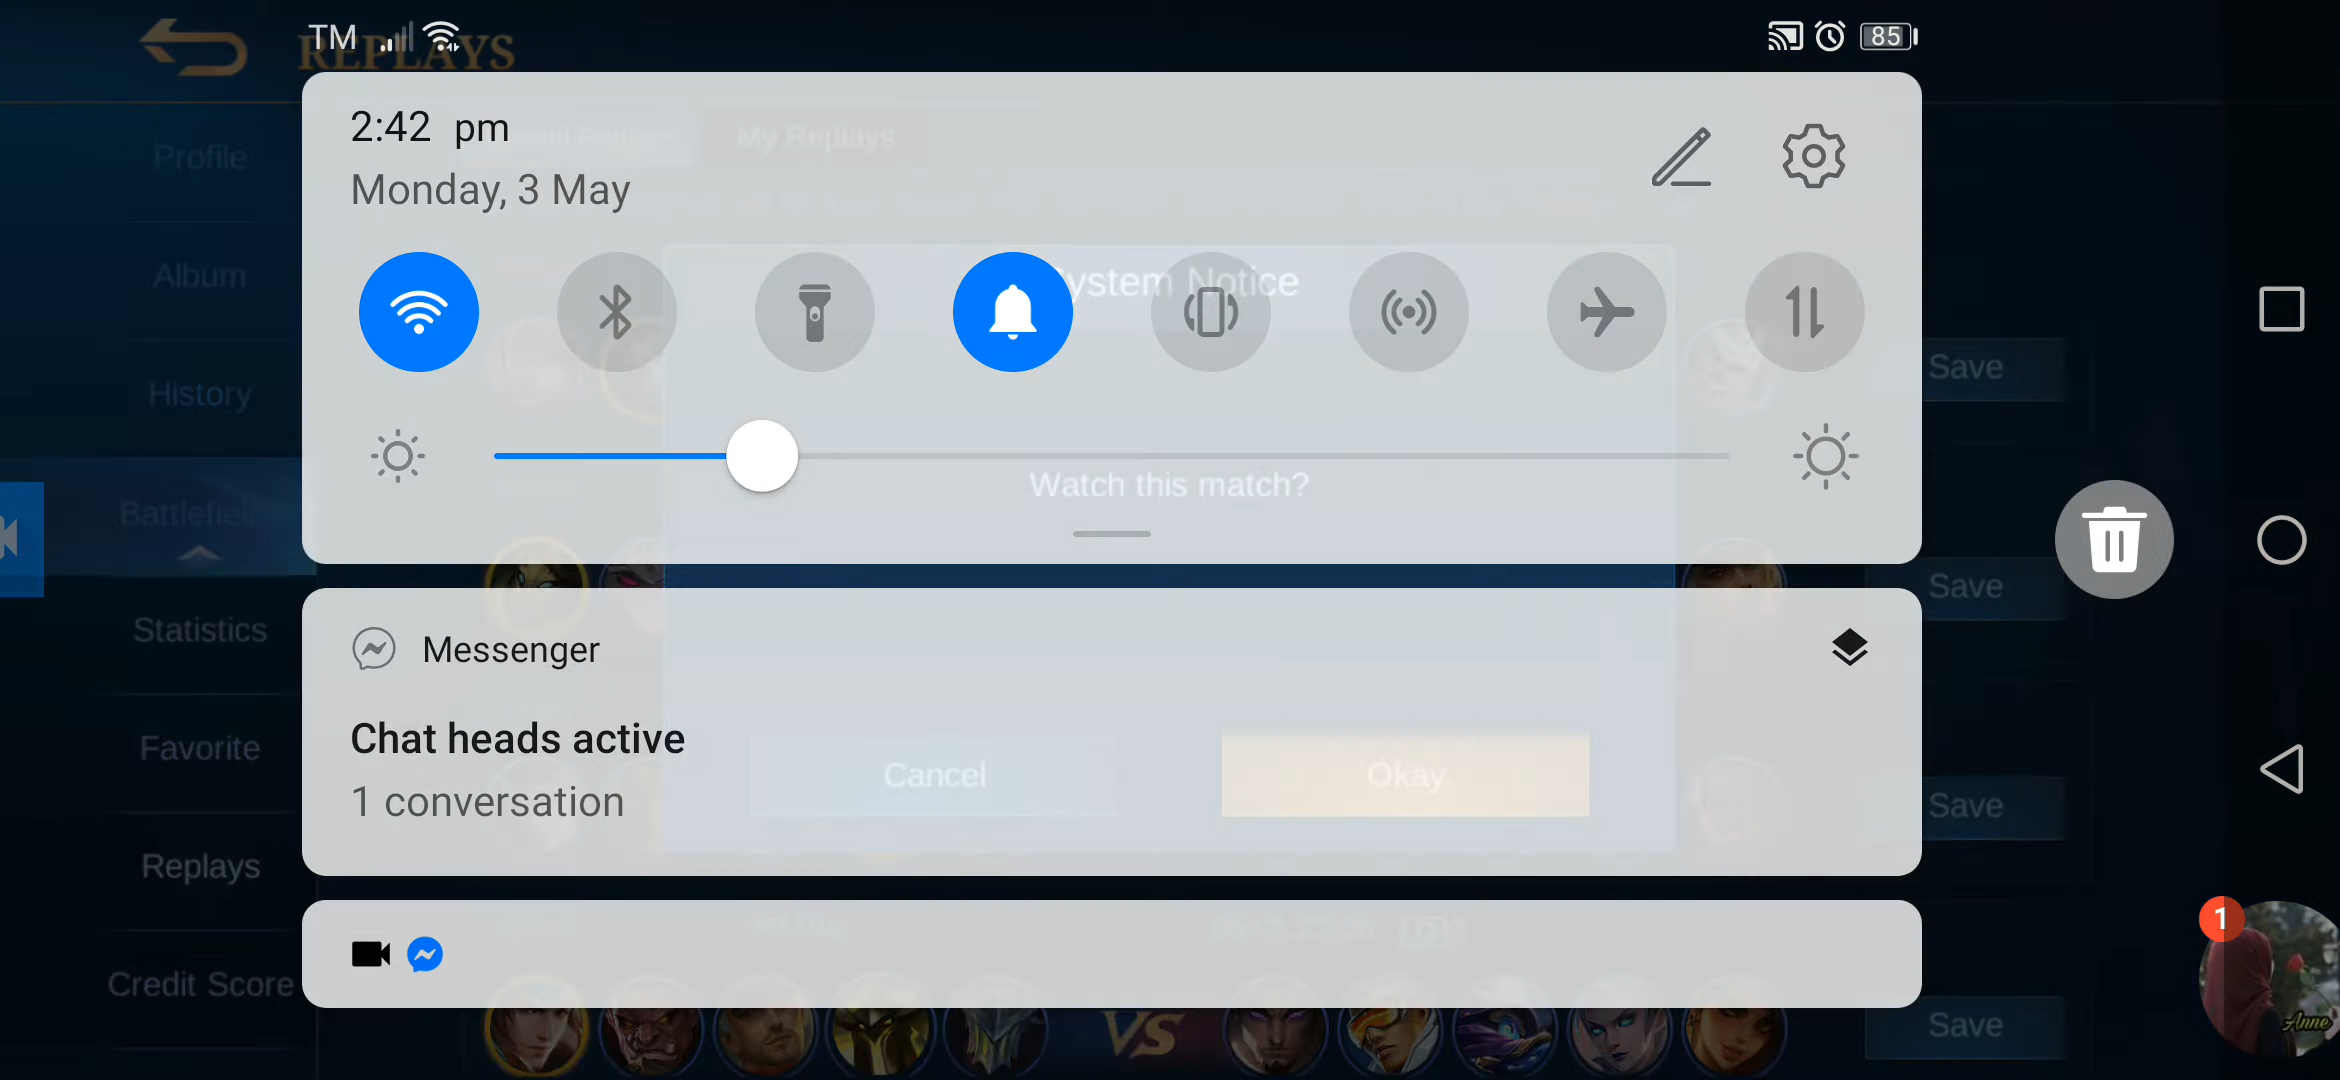 TM
REPLAYS
85
2:42 pm
Monday, 3 May
My Replays
Profile
Album
History
System Notice
Save
Watch this match?
Battlefield
Save
Messenger
Statistics
Chat heads active
1 conversation
Favorite
Cancel
Okay
Save
Replays
1
Credit Score
VS
Save
Anne